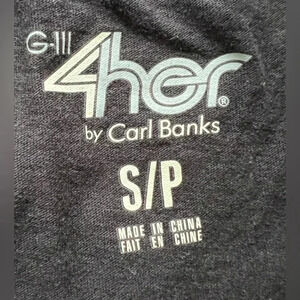 G-III
4her®
by Carl Banks
S/P
MADE IN CHINA
FAIT EN CHINE